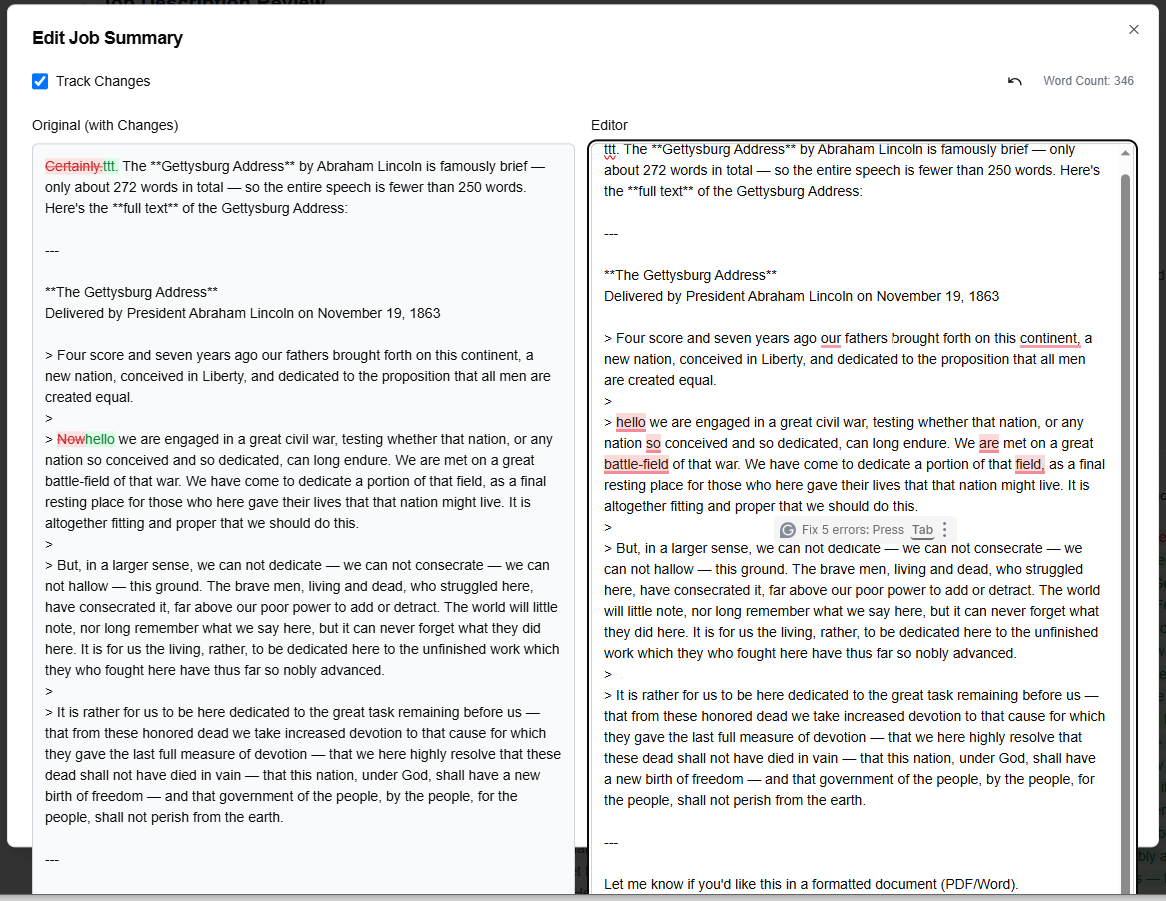 Job Description Review
Edit Job Summary
Track Changes
Word Count: 346
Original (with Changes)
Certainly.ttt. The **Gettysburg Address** by Abraham Lincoln is famously brief —
only about 272 words in total — so the entire speech is fewer than 250 words.
Here's the **full text** of the Gettysburg Address:
---
**The Gettysburg Address**
Delivered by President Abraham Lincoln on November 19, 1863
> Four score and seven years ago our fathers brought forth on this continent, a
new nation, conceived in Liberty, and dedicated to the proposition that all men are
created equal.
>
> Nowhello we are engaged in a great civil war, testing whether that nation, or any
nation so conceived and so dedicated, can long endure. We are met on a great
battle-field of that war. We have come to dedicate a portion of that field, as a final
resting place for those who here gave their lives that that nation might live. It is
altogether fitting and proper that we should do this.
>
> But, in a larger sense, we can not dedicate — we can not consecrate — we can
not hallow — this ground. The brave men, living and dead, who struggled here,
have consecrated it, far above our poor power to add or detract. The world will little
note, nor long remember what we say here, but it can never forget what they did
here. It is for us the living, rather, to be dedicated here to the unfinished work which
they who fought here have thus far so nobly advanced.
>
> It is rather for us to be here dedicated to the great task remaining before us —
that from these honored dead we take increased devotion to that cause for which
they gave the last full measure of devotion — that we here highly resolve that these
dead shall not have died in vain — that this nation, under God, shall have a new
birth of freedom — and that government of the people, by the people, for the
people, shall not perish from the earth.
---
Editor
ttt. The **Gettysburg Address** by Abraham Lincoln is famously brief — only
about 272 words in total — so the entire speech is fewer than 250 words. Here's
the **full text** of the Gettysburg Address:
---
**The Gettysburg Address**
Delivered by President Abraham Lincoln on November 19, 1863
> Four score and seven years ago our fathers brought forth on this continent, a
new nation, conceived in Liberty, and dedicated to the proposition that all men
are created equal.
>
> hello we are engaged in a great civil war, testing whether that nation, or any
nation so conceived and so dedicated, can long endure. We are met on a great
battle-field of that war. We have come to dedicate a portion of that field, as a final
resting place for those who here gave their lives that that nation might live. It is
altogether fitting and proper that we should do this.
>
Fix 5 errors: Press Tab
> But, in a larger sense, we can not dedicate — we can not consecrate — we
can not hallow — this ground. The brave men, living and dead, who struggled
here, have consecrated it, far above our poor power to add or detract. The world
will little note, nor long remember what we say here, but it can never forget what
they did here. It is for us the living, rather, to be dedicated here to the unfinished
work which they who fought here have thus far so nobly advanced.
>
> It is rather for us to be here dedicated to the great task remaining before us —
that from these honored dead we take increased devotion to that cause for which
they gave the last full measure of devotion — that we here highly resolve that
these dead shall not have died in vain — that this nation, under God, shall have
a new birth of freedom — and that government of the people, by the people, for
the people, shall not perish from the earth.
---
Let me know if you'd like this in a formatted document (PDF/Word).